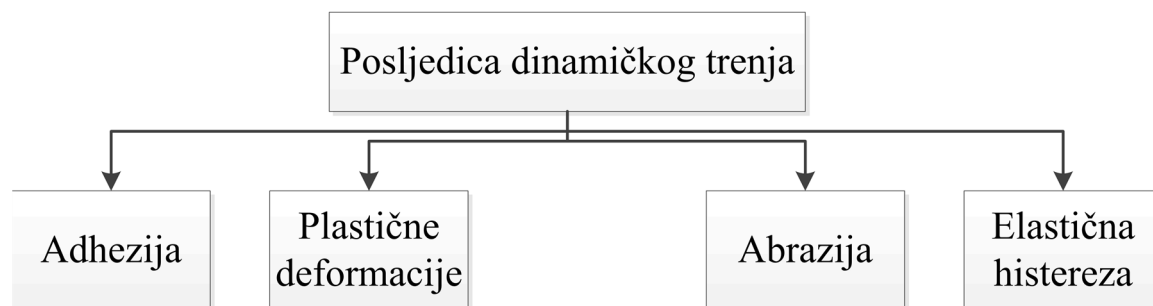 Posljedica dinamičkog trenja
Adhezija
Plastične
deformacije
Abrazija
Elastična
histereza